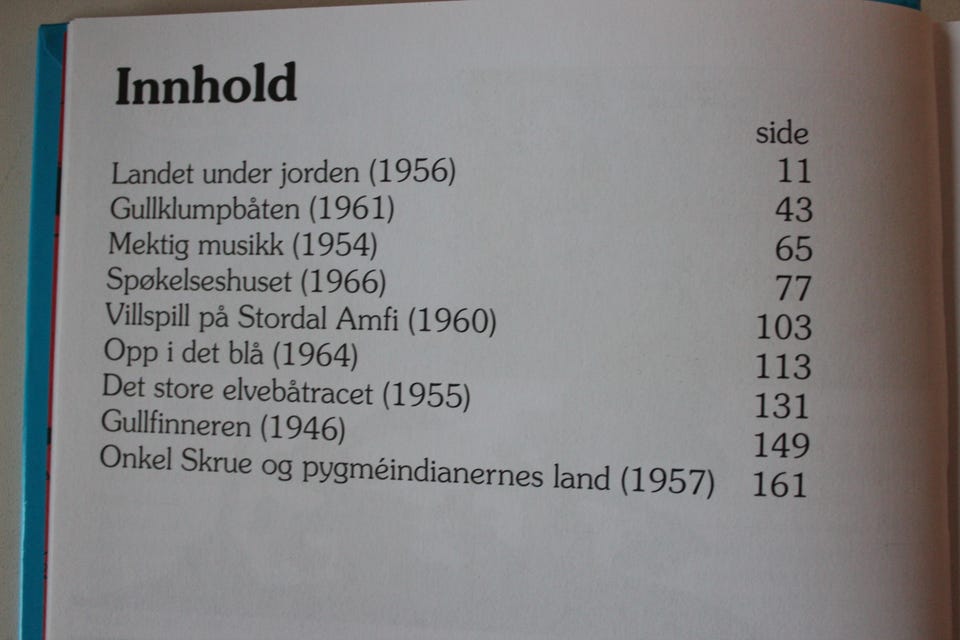 Innhold
side
Landet under jorden (1956) 11
Gullklumpbåten (1961) 43
Mektig musikk (1954) 65
Spøkelseshuset (1966) 77
Villspill på Stordal Amfi (1960) 103
Opp i det blå (1964) 113
Det store elvebåtracet (1955) 131
Gullfinneren (1946) 149
Onkel Skrue og pygméindianernes land (1957) 161